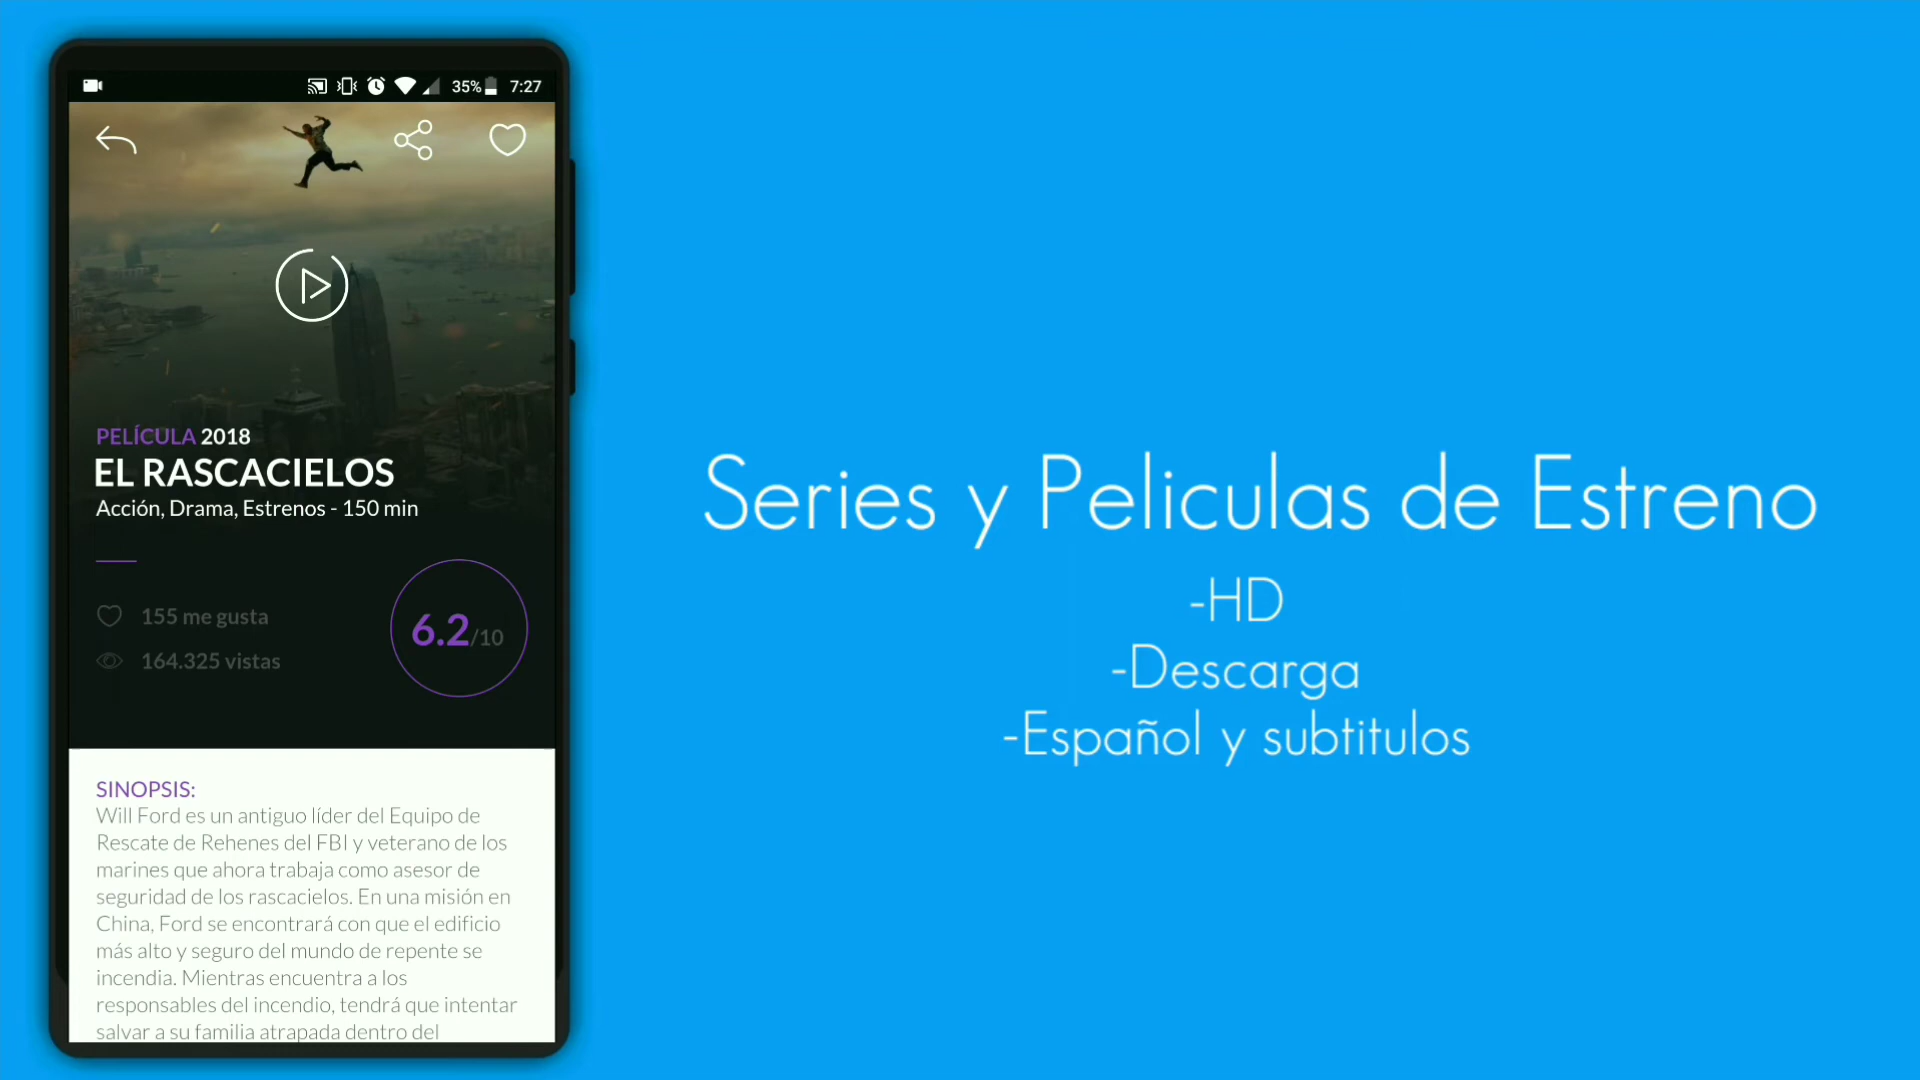 35% 7:27
PELÍCULA 2018
EL RASCACIELOS
Acción, Drama, Estrenos - 150 min
155 me gusta
164.325 vistas
6.2/10
SINOPSIS:
Will Ford es un antiguo líder del Equipo de
Rescate de Rehenes del FBI y veterano de los
marines que ahora trabaja como asesor de
seguridad de los rascacielos. En una misión en
China, Ford se encontrará con que el edificio
más alto y seguro del mundo de repente se
incendia. Mientras encuentra a los
responsables del incendio, tendrá que intentar
salvar a su familia atrapada dentro del
Series y Peliculas de Estreno
-HD
-Descarga
-Español y subtitulos